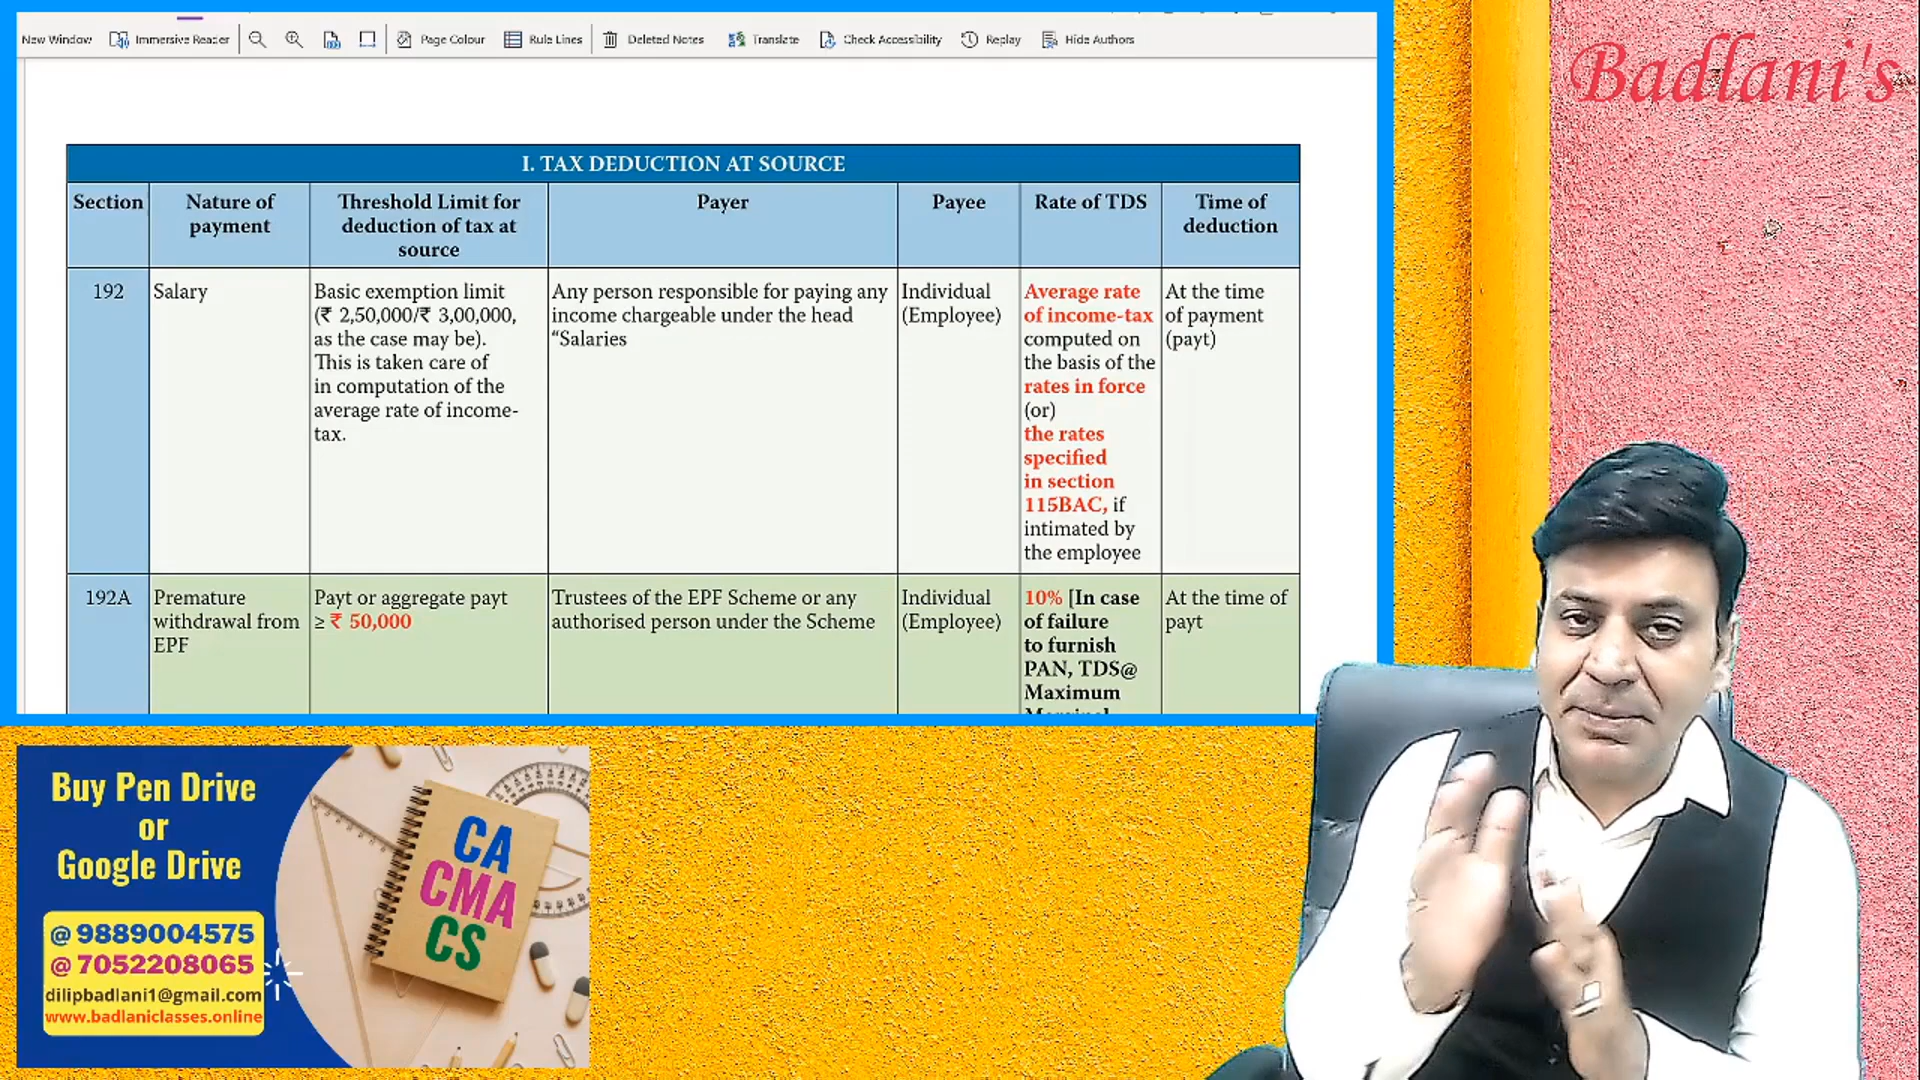 New Window Immersive Reader Page Colour Rule Lines Deleted Notes Translate Check Accessibility Replay Hide Authors
Badlani's
I. TAX DEDUCTION AT SOURCE
Section
Nature of
payment
Threshold Limit for
deduction of tax at
source
Payer
Payee
Rate of TDS
Time of
deduction
192
Salary
Basic exemption limit
(₹ 2,50,000/₹ 3,00,000,
as the case may be).
This is taken care of
in computation of the
average rate of income-
tax.
Any person responsible for paying any
income chargeable under the head
“Salaries
Individual
(Employee)
Average rate
of income-tax
computed on
the basis of the
rates in force
(or)
the rates
specified
in section
115BAC, if
intimated by
the employee
At the time
of payment
(payt)
192A
Premature
withdrawal from
EPF
Payt or aggregate payt
≥ ₹ 50,000
Trustees of the EPF Scheme or any
authorised person under the Scheme
Individual
(Employee)
10% [In case
of failure
to furnish
PAN, TDS@
Maximum
At the time of
payt
Buy Pen Drive
or
Google Drive
@ 9889004575
@ 7052208065
dilipbadlani1@gmail.com
www.badlaniclasses.online
CA
CMA
CS